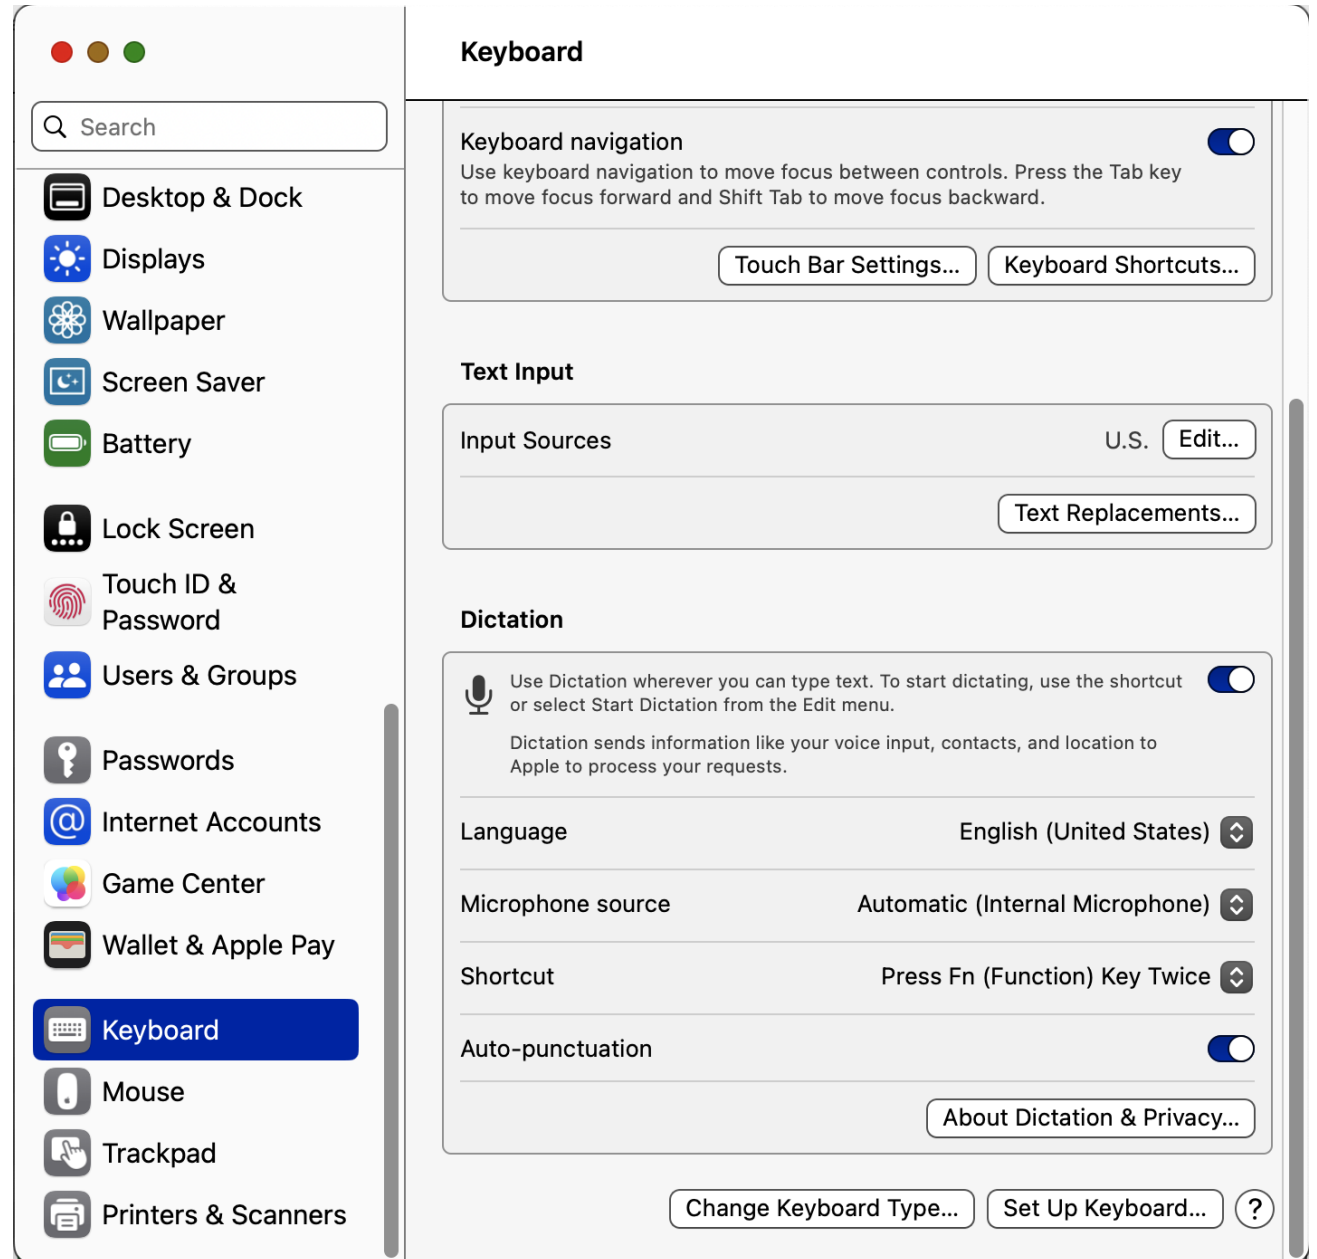 Search
Desktop & Dock
Displays
Wallpaper
Screen Saver
Battery
Lock Screen
Touch ID &
Password
Users & Groups
Passwords
Internet Accounts
Game Center
Wallet & Apple Pay
Keyboard
Mouse
Trackpad
Printers & Scanners
Keyboard
Keyboard navigation
Use keyboard navigation to move focus between controls. Press the Tab key
to move focus forward and Shift Tab to move focus backward.
Touch Bar Settings... Keyboard Shortcuts...
Text Input
Input Sources U.S. Edit...
Text Replacements...
Dictation
Use Dictation wherever you can type text. To start dictating, use the shortcut
or select Start Dictation from the Edit menu.
Dictation sends information like your voice input, contacts, and location to
Apple to process your requests.
Language English (United States)
Microphone source Automatic (Internal Microphone)
Shortcut Press Fn (Function) Key Twice
Auto-punctuation
About Dictation & Privacy...
Change Keyboard Type... Set Up Keyboard... ?